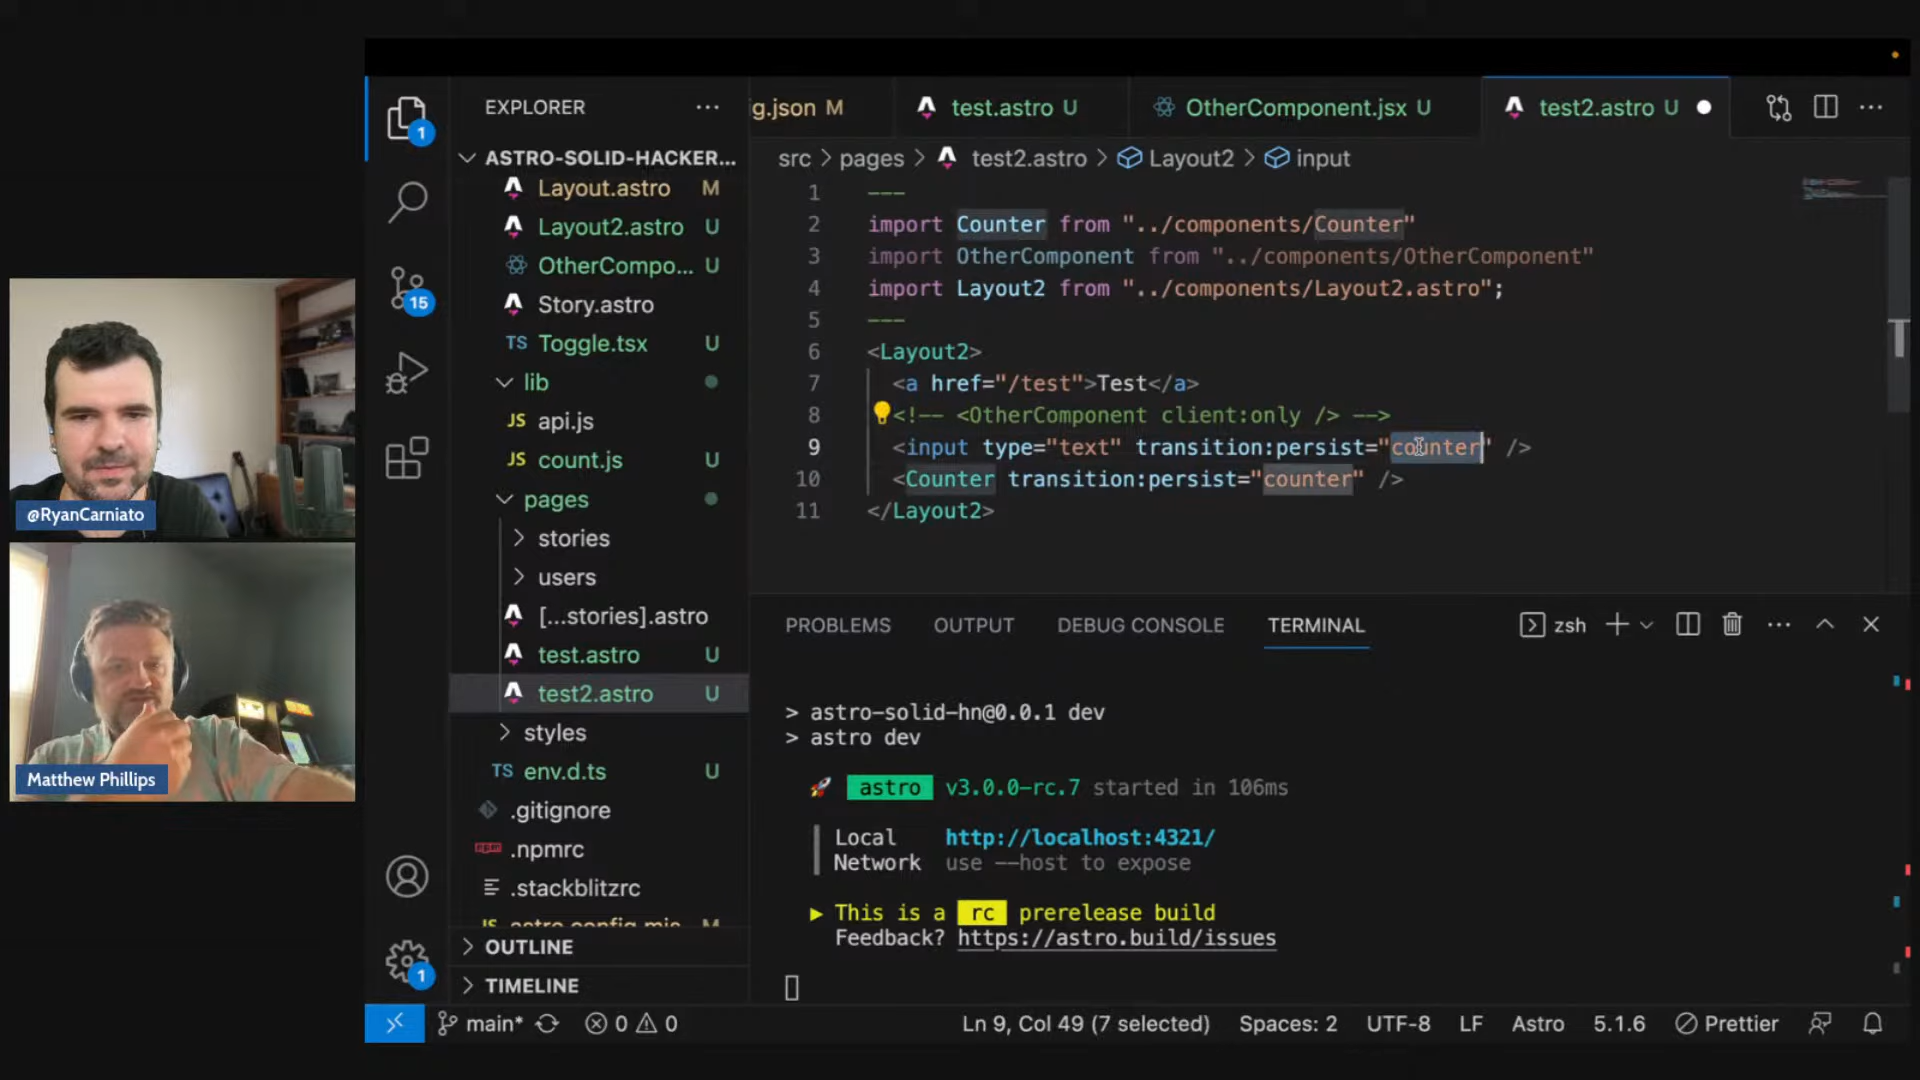 @RyanCarniato
Matthew Phillips
1
15
1
EXPLORER
ASTRO-SOLID-HACKER...
Layout.astro M
Layout2.astro U
OtherCompo... U
Story.astro
TS Toggle.tsx U
lib
JS api.js
JS count.js U
pages
stories
users
[...stories].astro
test.astro U
test2.astro U
styles
TS env.d.ts U
.gitignore
.npmrc
.stackblitzrc
JS astro.config.mjs M
OUTLINE
TIMELINE
g.json M
test.astro U
OtherComponent.jsx U
test2.astro U
src > pages > test2.astro > Layout2 > input
1 ---
2 import Counter from "../components/Counter"
3 import OtherComponent from "../components/OtherComponent"
4 import Layout2 from "../components/Layout2.astro";
5 ---
6 <Layout2>
7 <a href="/test">Test</a>
8 <!-- <OtherComponent client:only /> -->
9 <input type="text" transition:persist="counter" />
10 <Counter transition:persist="counter" />
11 </Layout2>
PROBLEMS OUTPUT DEBUG CONSOLE TERMINAL zsh
> astro-solid-hn@0.0.1 dev
> astro dev
astro v3.0.0-rc.7 started in 106ms
Local http://localhost:4321/
Network use --host to expose
▶ This is a rc prerelease build
Feedback? https://astro.build/issues
main* 0 0 Ln 9, Col 49 (7 selected) Spaces: 2 UTF-8 LF Astro 5.1.6 Prettier